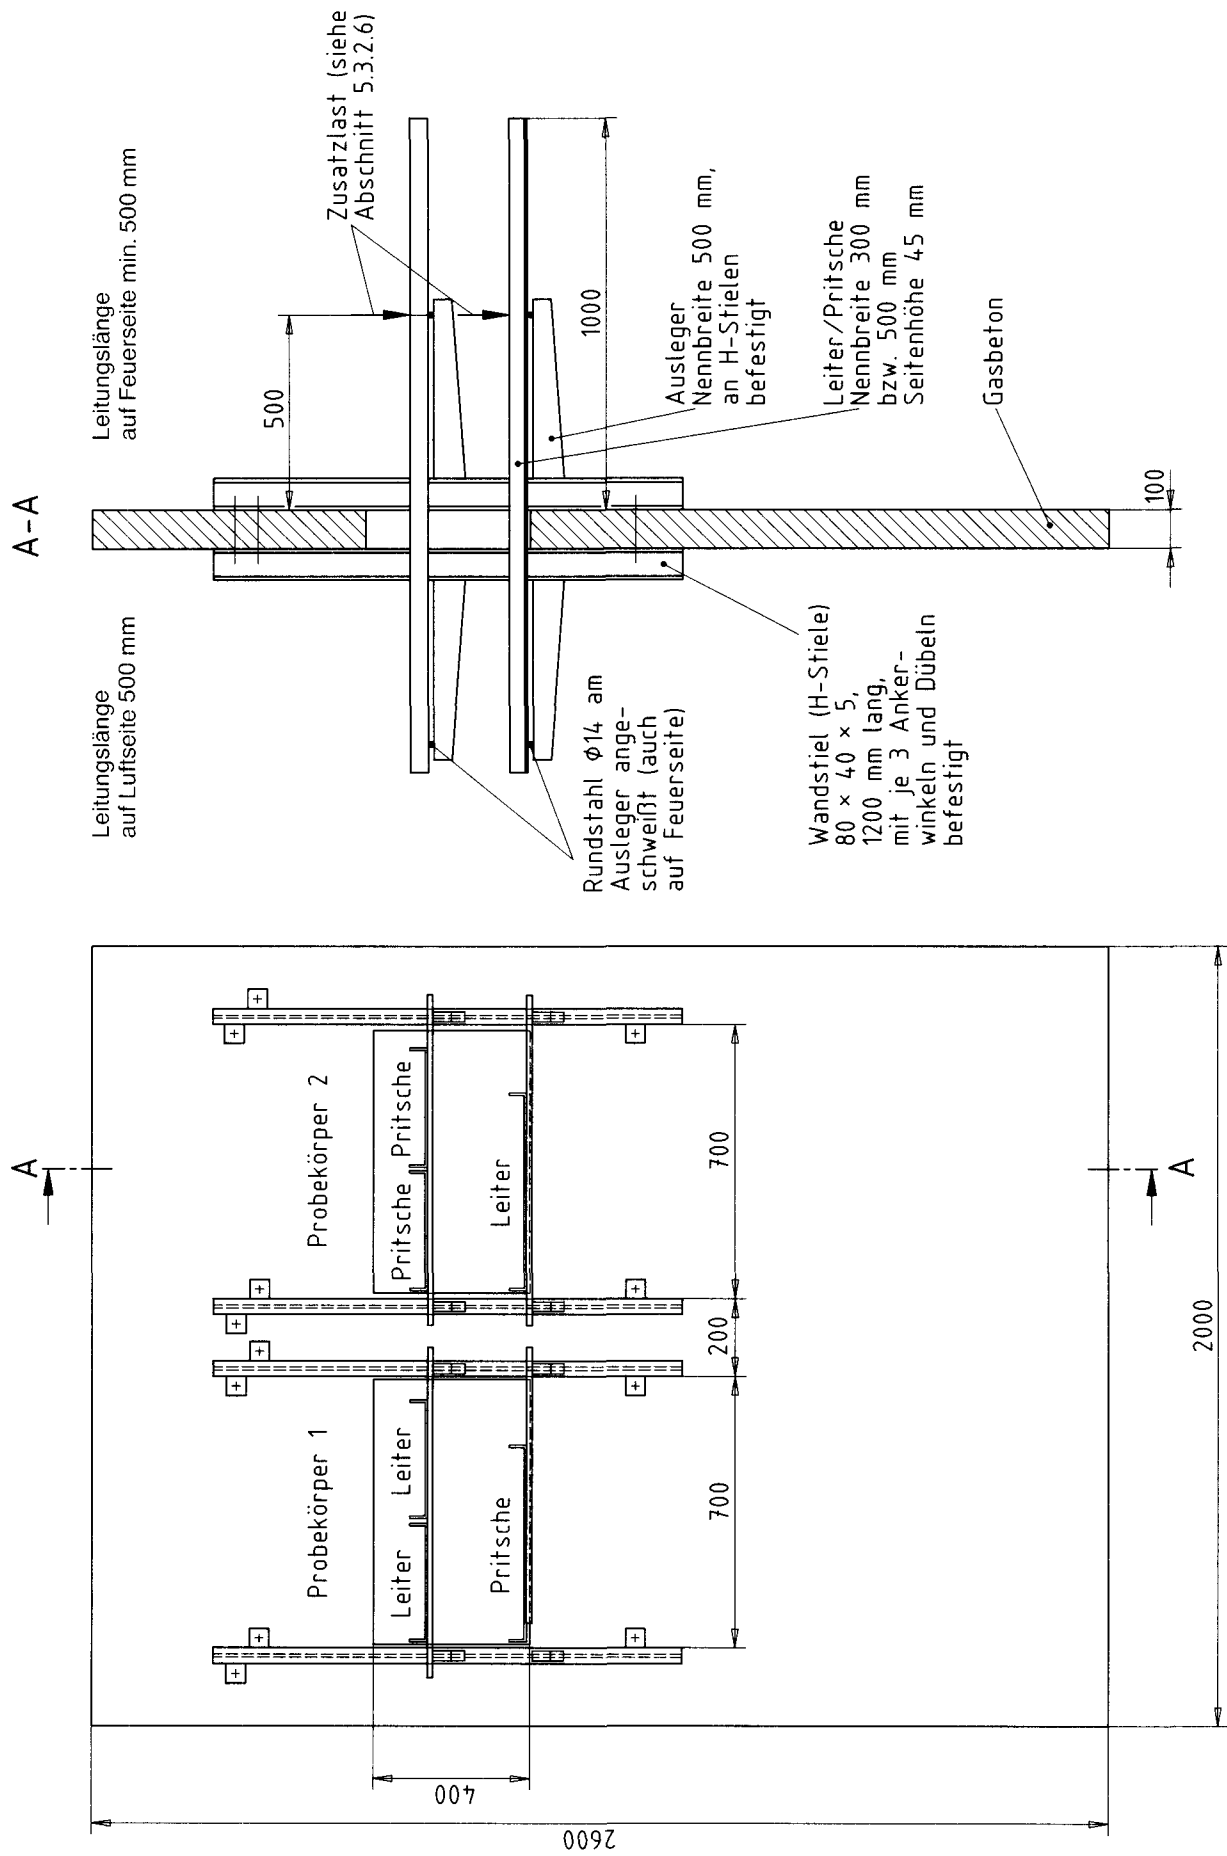 A-A
Leitungslänge
auf Luftseite 500 mm
Leitungslänge
auf Feuerseite min. 500 mm
500
Zusatzlast (siehe
Abschnitt 5.3.2.6)
1000
Rundstahl ϕ14 am
Ausleger ange-
schweißt (auch
auf Feuerseite)
Ausleger
Nennbreite 500 mm,
an H-Stielen
befestigt
Leiter/Pritsche
Nennbreite 300 mm
bzw. 500 mm
Seitenhöhe 45 mm
Wandstiel (H-Stiele)
80 × 40 × 5,
1200 mm lang,
mit je 3 Anker-
winkeln und Dübeln
befestigt
Gasbeton
100
A
Probekörper 1
Probekörper 2
Leiter
Leiter
Pritsche
Pritsche
Pritsche
Leiter
400
700
200
700
2600
A
2000